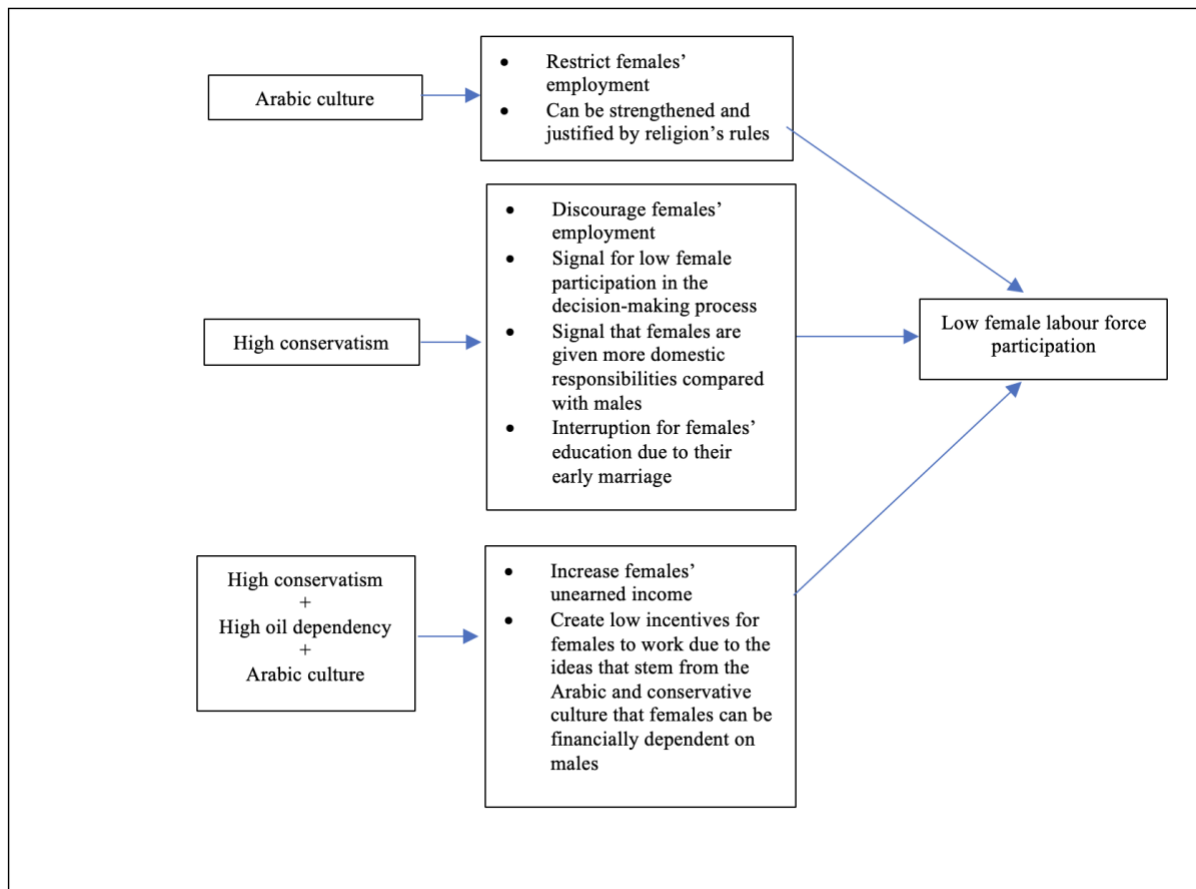 Arabic culture
• Restrict females’
employment
• Can be strengthened and
justified by religion’s rules
High conservatism
• Discourage females’
employment
• Signal for low female
participation in the
decision-making process
• Signal that females are
given more domestic
responsibilities compared
with males
• Interruption for females’
education due to their
early marriage
Low female labour force
participation
High conservatism
+
High oil dependency
+
Arabic culture
• Increase females’
unearned income
• Create low incentives for
females to work due to the
ideas that stem from the
Arabic and conservative
culture that females can be
financially dependent on
males